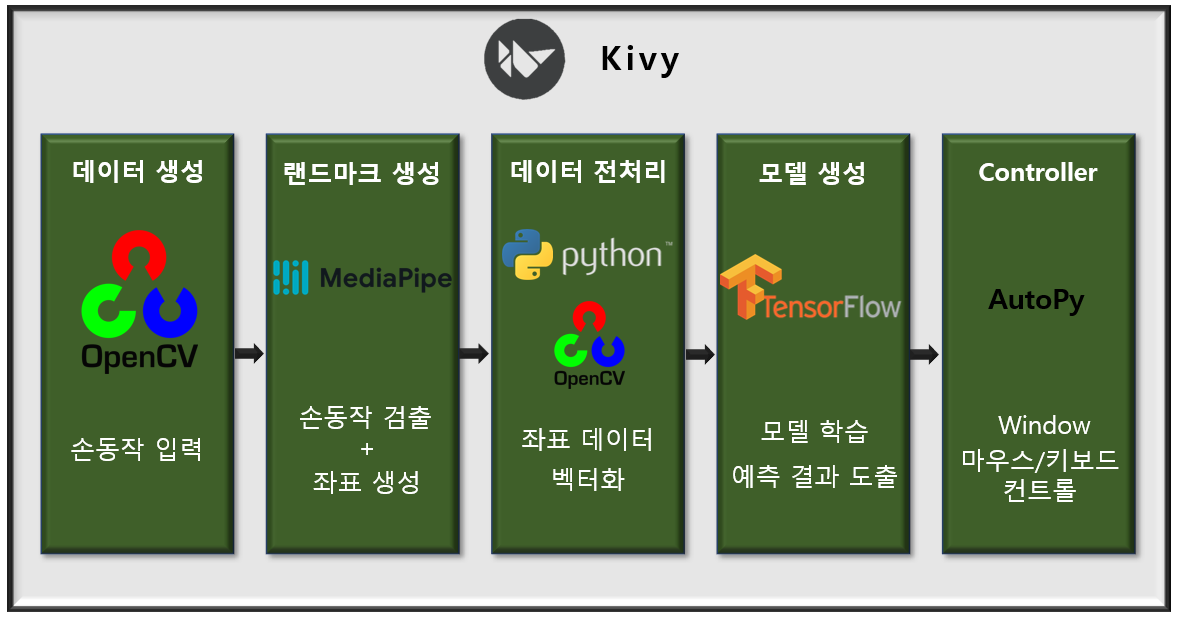 Kivy
데이터 생성
OpenCV
손동작 입력
랜드마크 생성
MediaPipe
손동작 검출
+
좌표 생성
데이터 전처리
python™
OpenCV
좌표 데이터
벡터화
모델 생성
TensorFlow
모델 학습
예측 결과 도출
Controller
AutoPy
Window
마우스/키보드
컨트롤